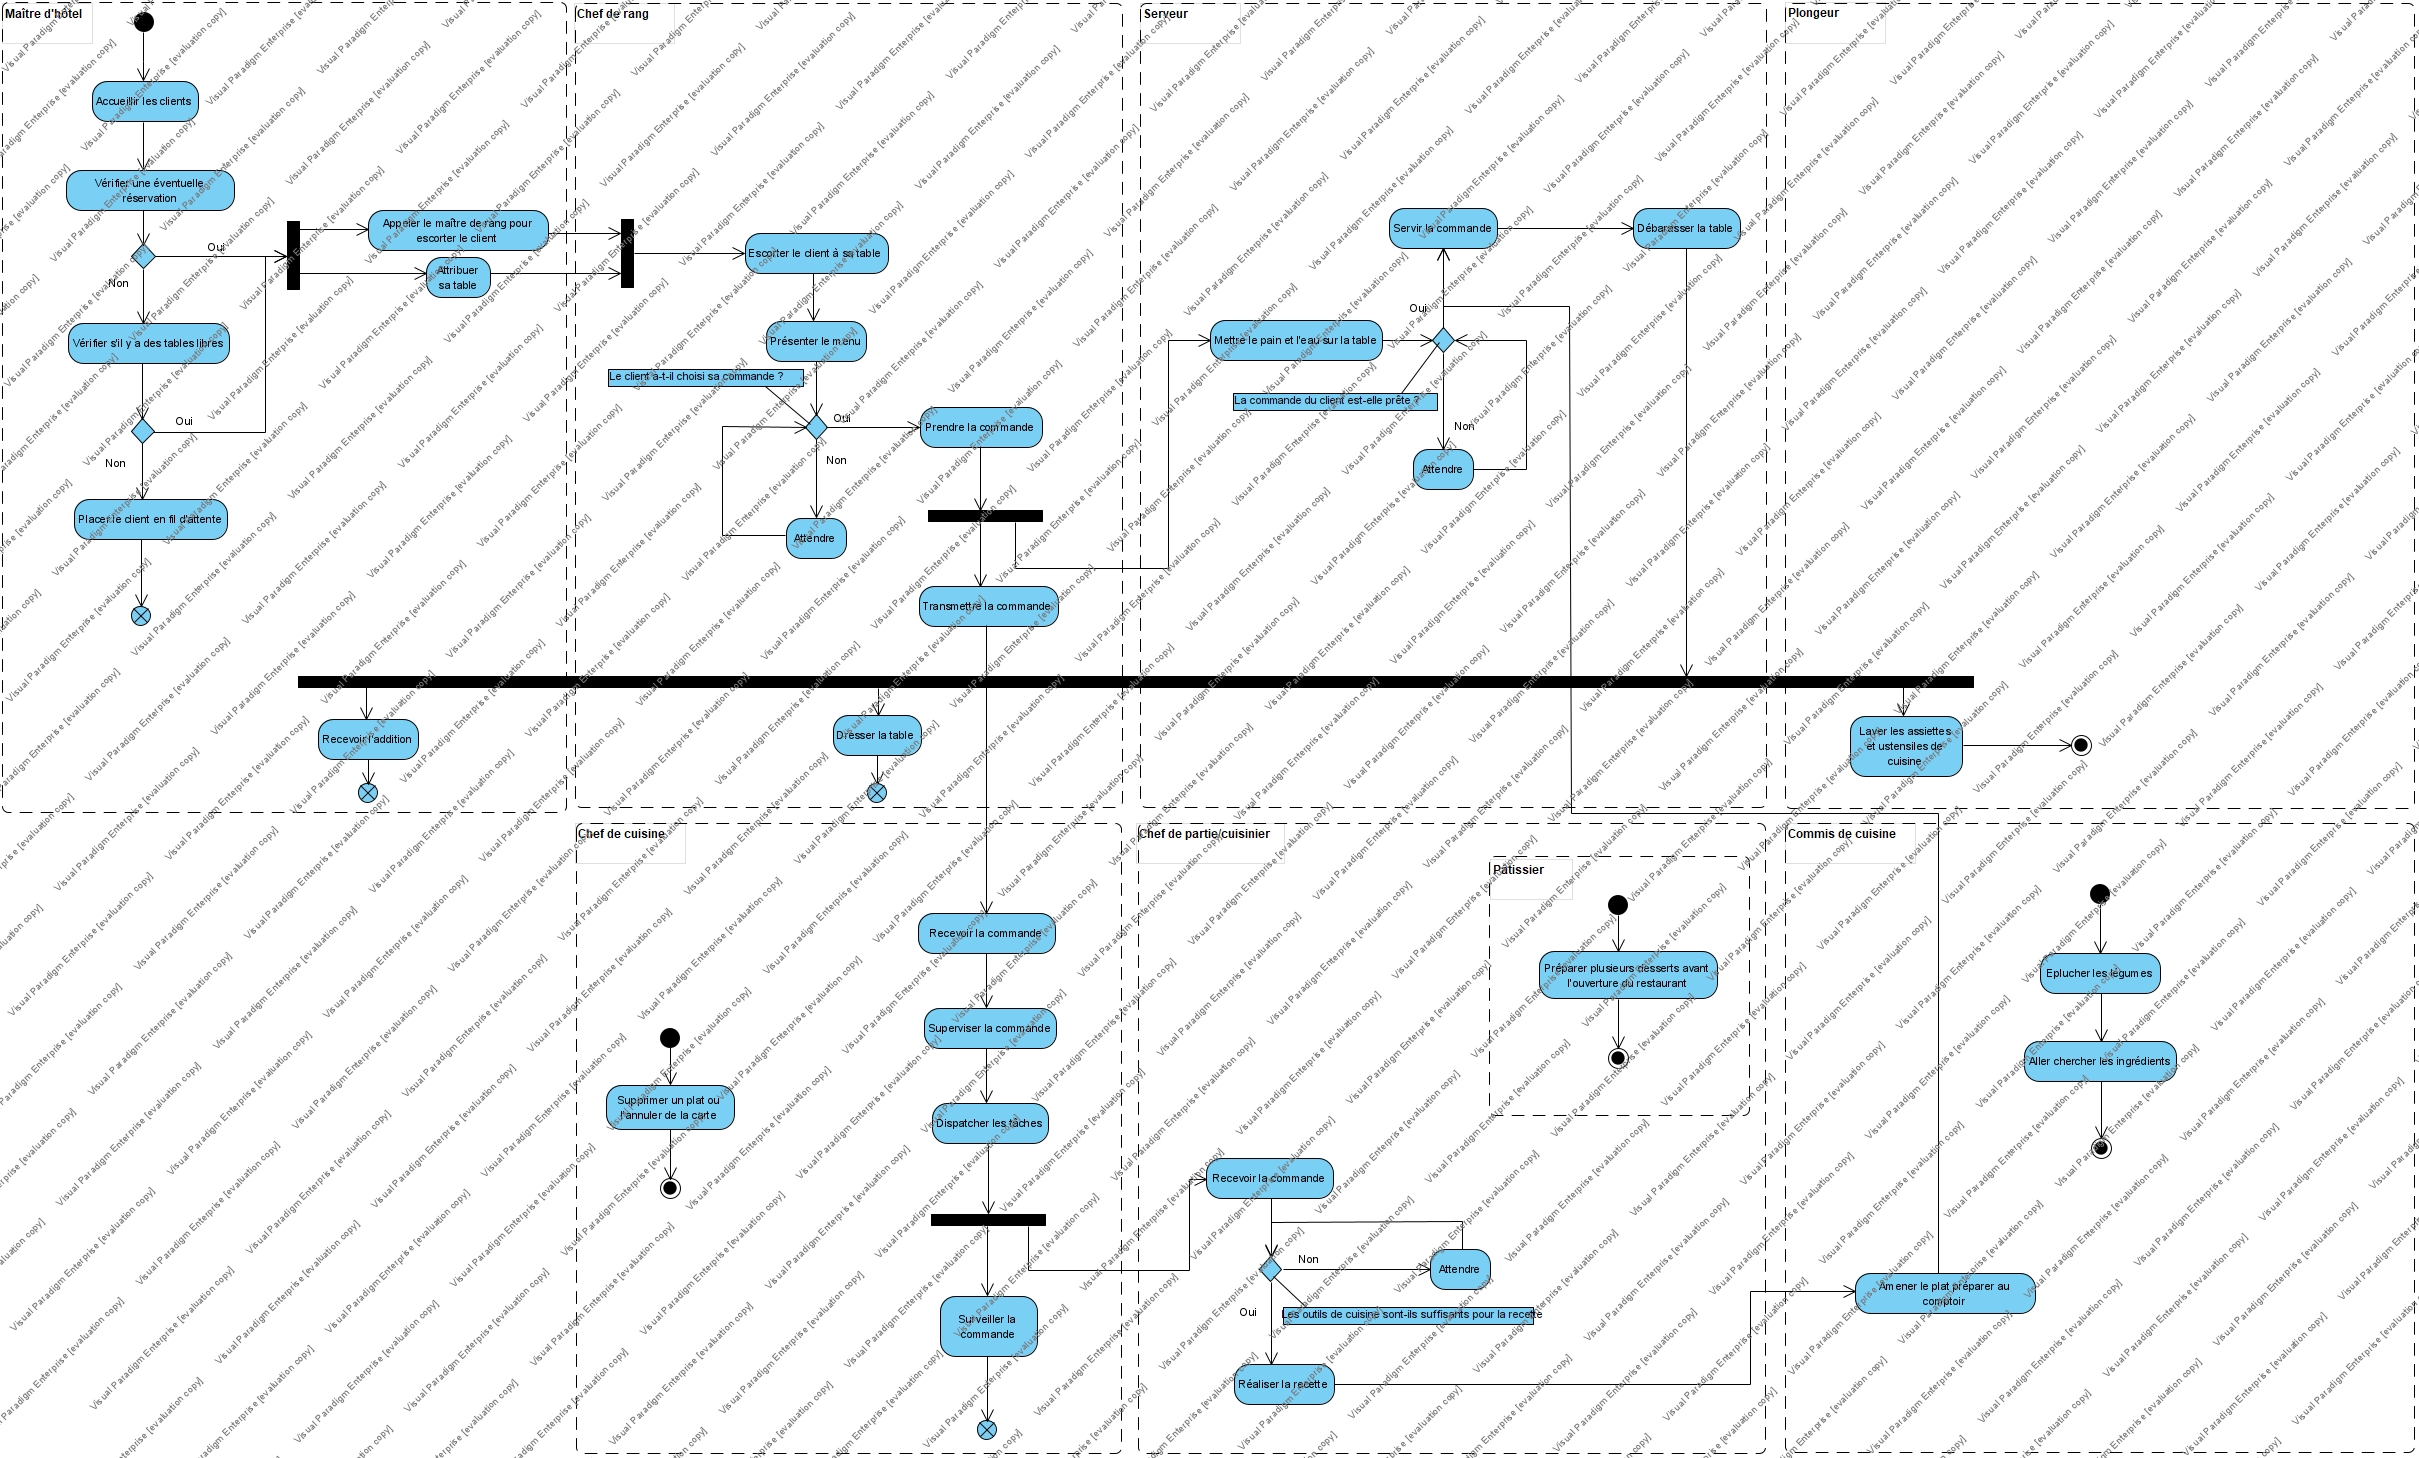 Maître d'hôtel
Accueillir les clients
Vérifier une éventuelle
réservation
Oui
Non
Appeler le maître de rang pour
escorter le client
Attribuer
sa table
Vérifier s'il y a des tables libres
Oui
Non
Placer le client en fil d'attente
Recevoir l'addition
Chef de rang
Escorter le client à sa table
Présenter le menu
Le client a-t-il choisi sa commande ?
Oui
Non
Prendre la commande
Attendre
Transmettre la commande
Dresser la table
Serveur
Servir la commande
Débarasser la table
Oui
Mettre le pain et l'eau sur la table
La commande du client est-elle prête ?
Non
Attendre
Plongeur
Laver les assiettes
et ustensiles de
cuisine
Chef de cuisine
Recevoir la commande
Superviser la commande
Supprimer un plat ou
l'annuler de la carte
Dispatcher les tâches
Surveiller la
commande
Chef de partie/cuisinier
Pâtissier
Préparer plusieurs desserts avant
l'ouverture du restaurant
Recevoir la commande
Non
Attendre
Oui
Les outils de cuisine sont-ils suffisants pour la recette
Réaliser la recette
Commis de cuisine
Eplucher les légumes
Aller chercher les ingrédients
Amener le plat préparer au
comptoir
Visual Paradigm Enterprise [evaluation copy]